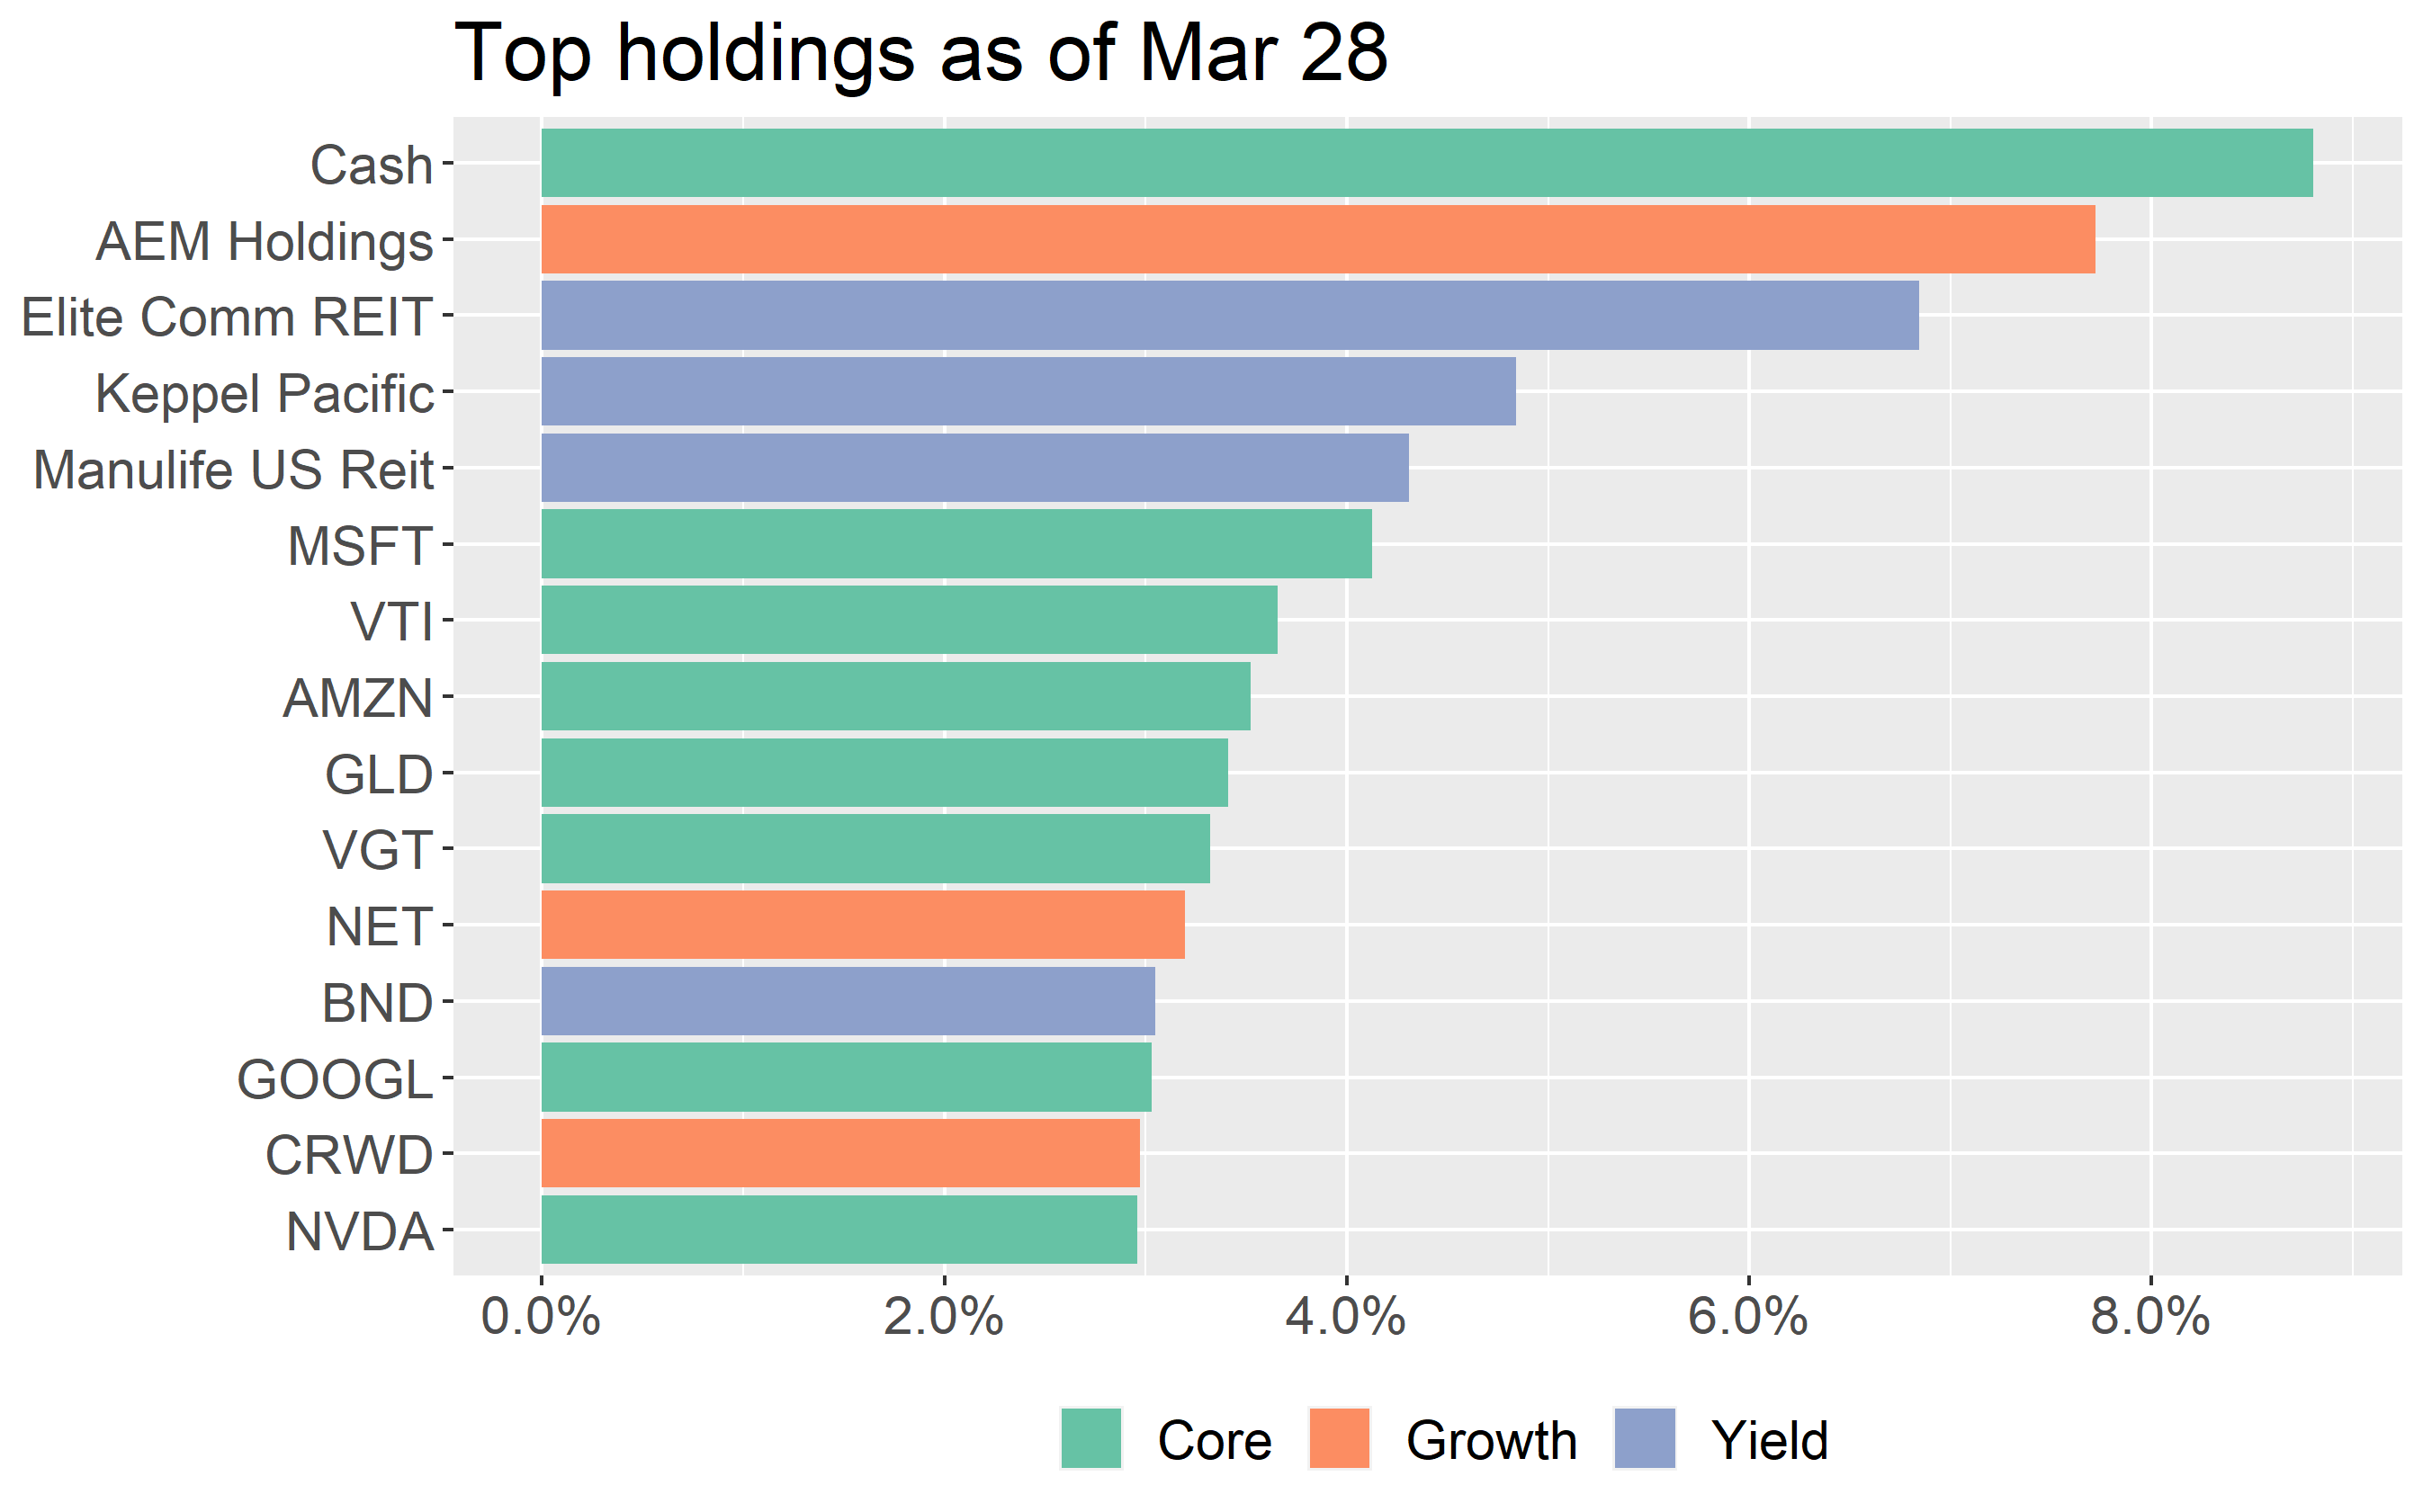 Top holdings as of Mar 28
Cash
AEM Holdings
Elite Comm REIT
Keppel Pacific
Manulife US Reit
MSFT
VTI
AMZN
GLD
VGT
NET
BND
GOOGL
CRWD
NVDA
0.0% 2.0% 4.0% 6.0% 8.0%
Core Growth Yield